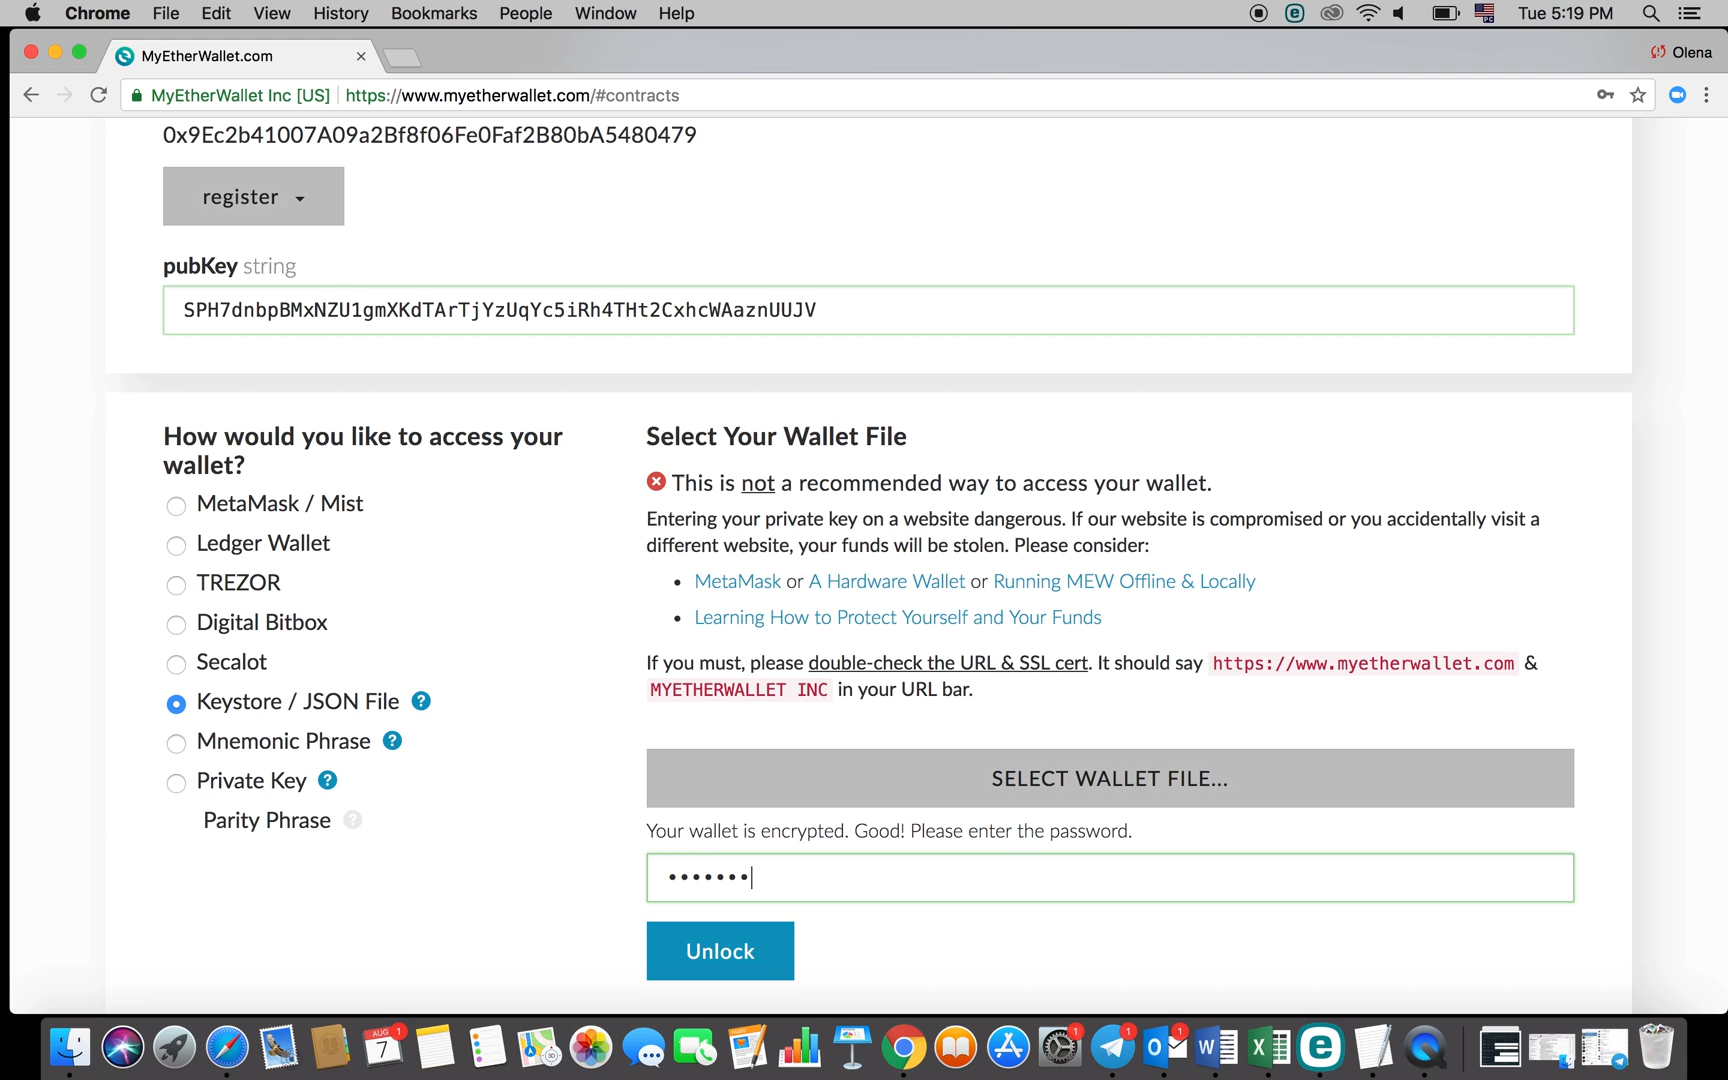 Chrome File Edit View History Bookmarks People Window Help Tue 5:19 PM
MyEtherWallet.com Olena
MyEtherWallet Inc [US] https://www.myetherwallet.com/#contracts
0x9Ec2b41007A09a2Bf8f06Fe0Faf2B80bA5480479
register
pubKey string
SPH7dnbpBMxNZU1gmXKdTArTjYzUqYc5iRh4THt2CxhcWAaznUUJV
How would you like to access your
wallet?
MetaMask / Mist
Ledger Wallet
TREZOR
Digital Bitbox
Secalot
Keystore / JSON File ?
Mnemonic Phrase ?
Private Key ?
Parity Phrase ?
Select Your Wallet File
This is not a recommended way to access your wallet.
Entering your private key on a website dangerous. If our website is compromised or you accidentally visit a
different website, your funds will be stolen. Please consider:
• MetaMask or A Hardware Wallet or Running MEW Offline & Locally
• Learning How to Protect Yourself and Your Funds
If you must, please double-check the URL & SSL cert. It should say https://www.myetherwallet.com &
MYETHERWALLET INC in your URL bar.
SELECT WALLET FILE...
Your wallet is encrypted. Good! Please enter the password.
•••••••
Unlock
AUG 7 1 1 1 1